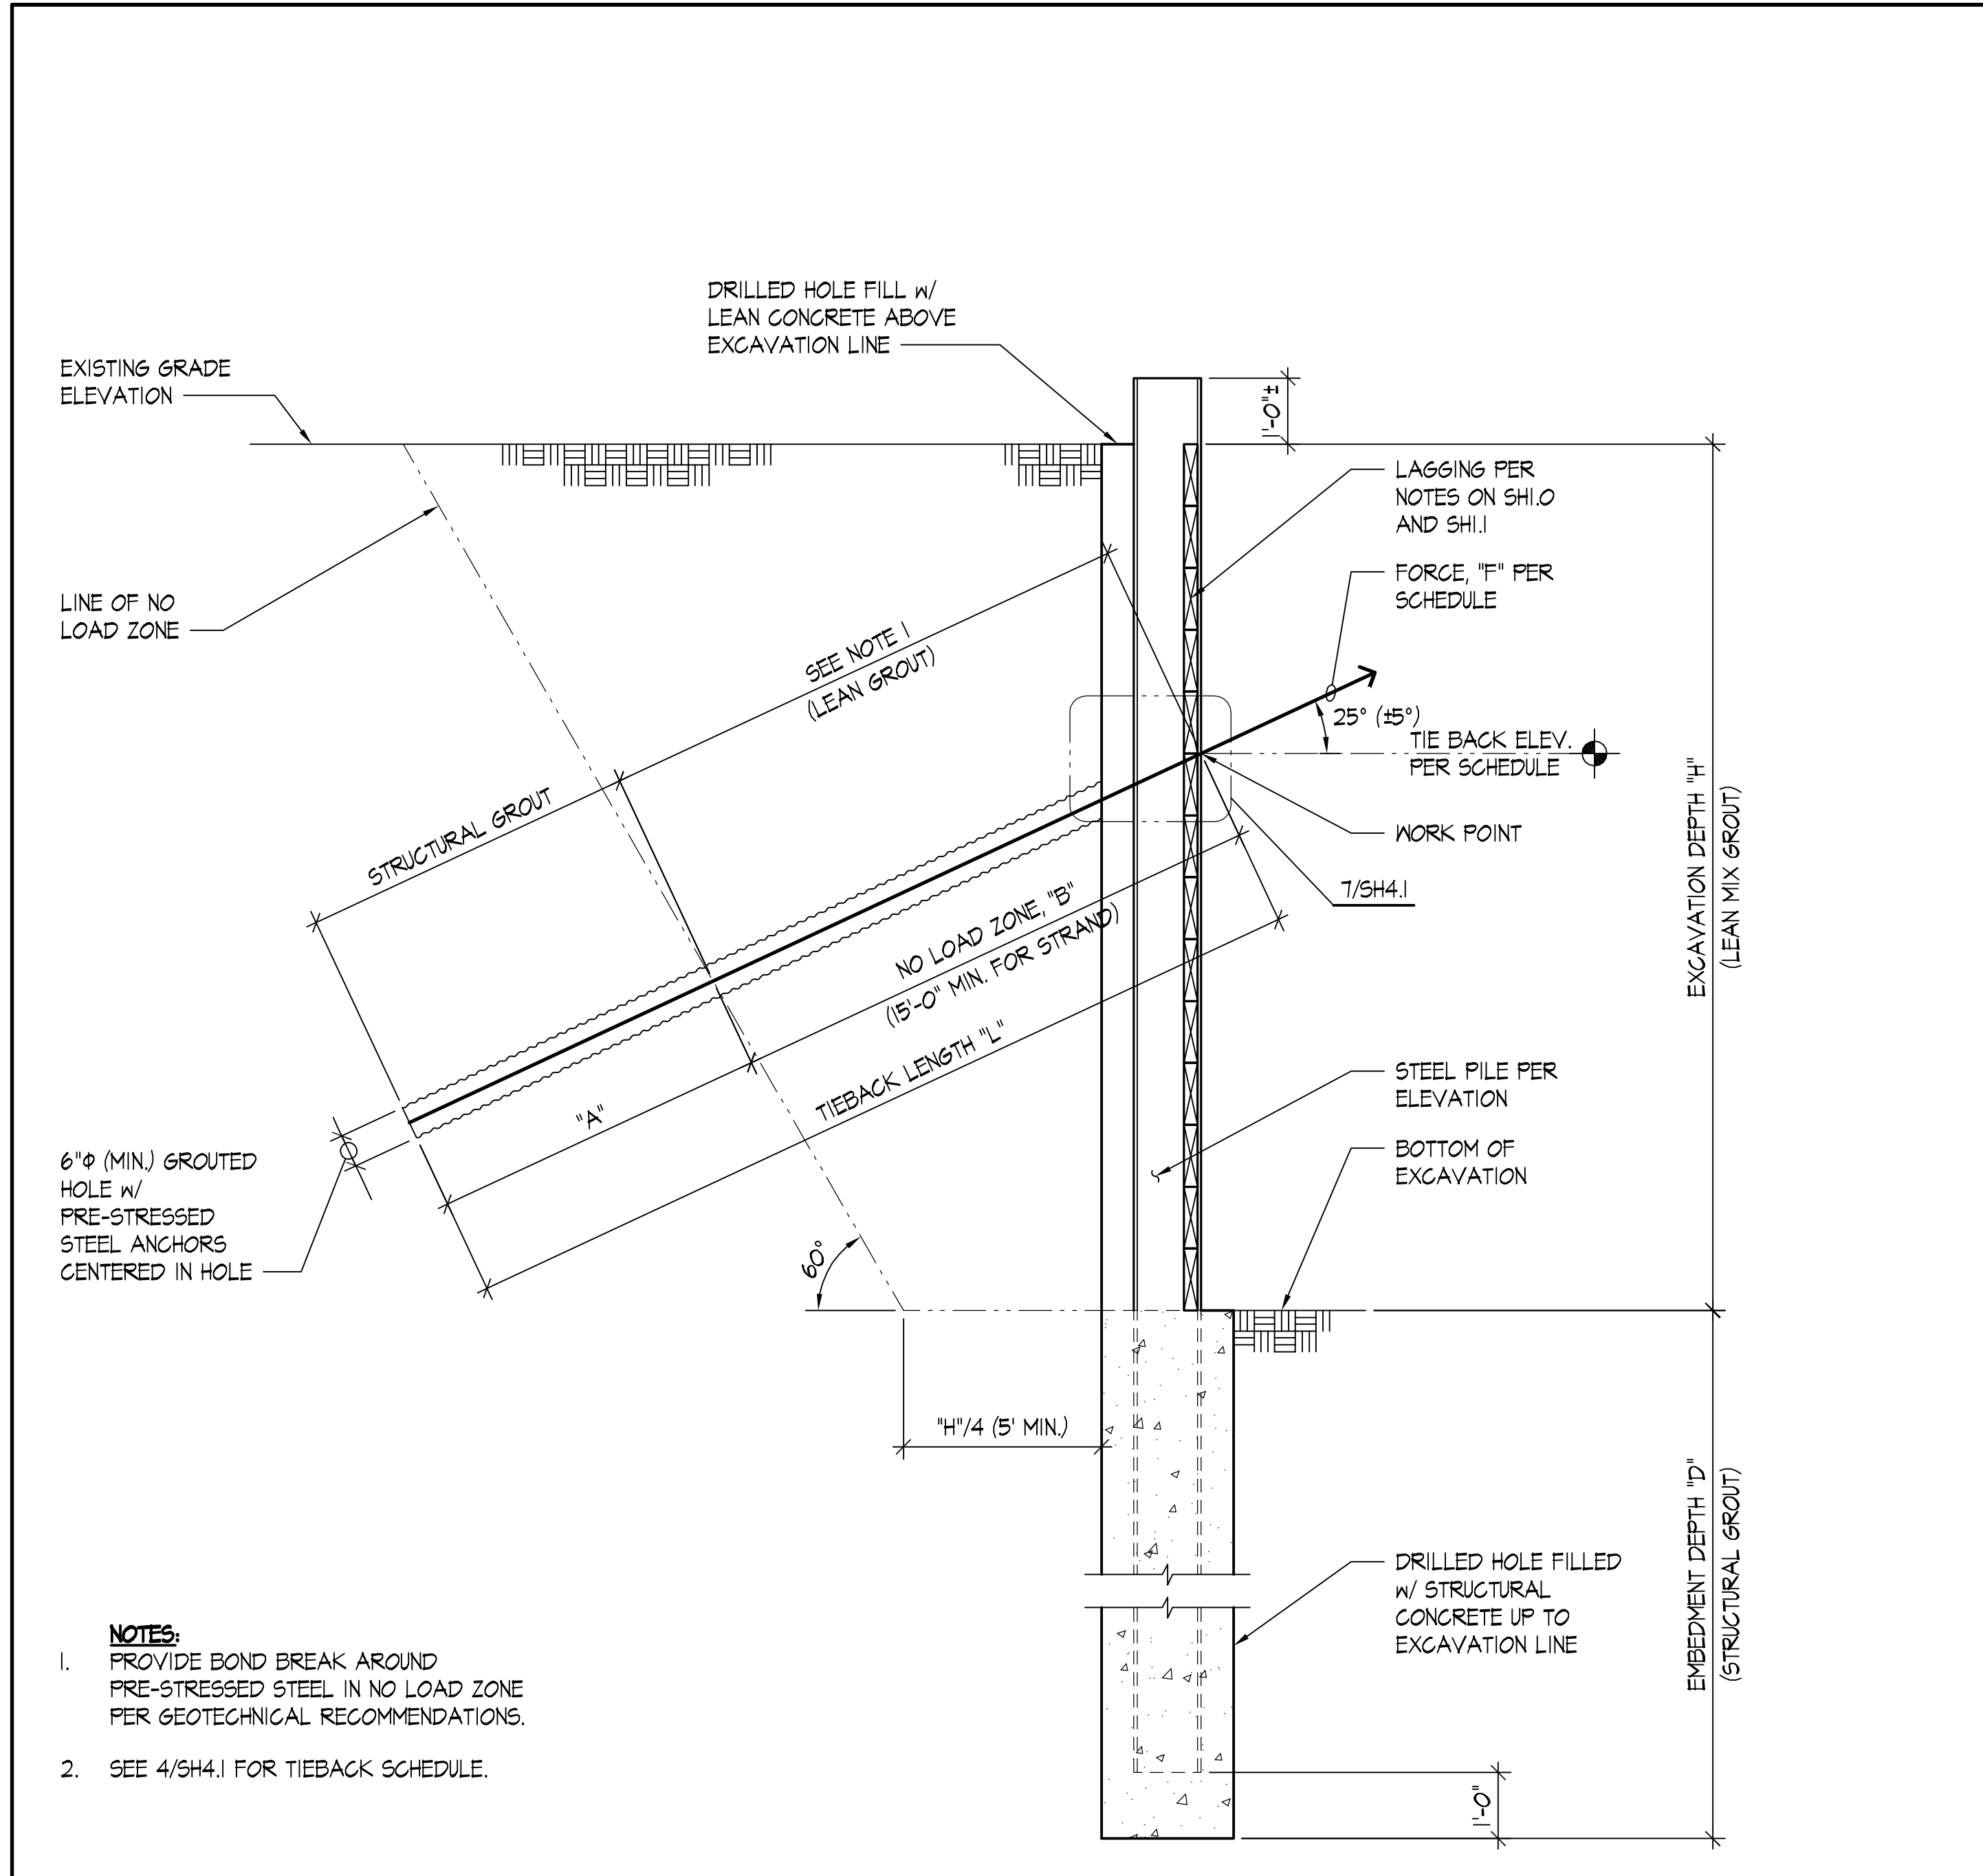 DRILLED HOLE FILL w/
LEAN CONCRETE ABOVE
EXCAVATION LINE
EXISTING GRADE
ELEVATION
1'-0"±
LAGGING PER
NOTES ON SH1.0
AND SH1.1
FORCE, "F" PER
SCHEDULE
LINE OF NO
LOAD ZONE
SEE NOTE 1
(LEAN GROUT)
25° (±5°)
TIE BACK ELEV.
PER SCHEDULE
STRUCTURAL GROUT
WORK POINT
7/SH4.1
EXCAVATION DEPTH "H"
(LEAN MIX GROUT)
NO LOAD ZONE, "B"
(15'-0" MIN. FOR STRAND)
TIEBACK LENGTH "L"
"A"
STEEL PILE PER
ELEVATION
BOTTOM OF
EXCAVATION
6"Φ (MIN.) GROUTED
HOLE w/
PRE-STRESSED
STEEL ANCHORS
CENTERED IN HOLE
60°
"H"/4 (5' MIN.)
EMBEDMENT DEPTH "D"
(STRUCTURAL GROUT)
DRILLED HOLE FILLED
w/ STRUCTURAL
CONCRETE UP TO
EXCAVATION LINE
1'-0"
NOTES:
1. PROVIDE BOND BREAK AROUND
PRE-STRESSED STEEL IN NO LOAD ZONE
PER GEOTECHNICAL RECOMMENDATIONS.
2. SEE 4/SH4.1 FOR TIEBACK SCHEDULE.